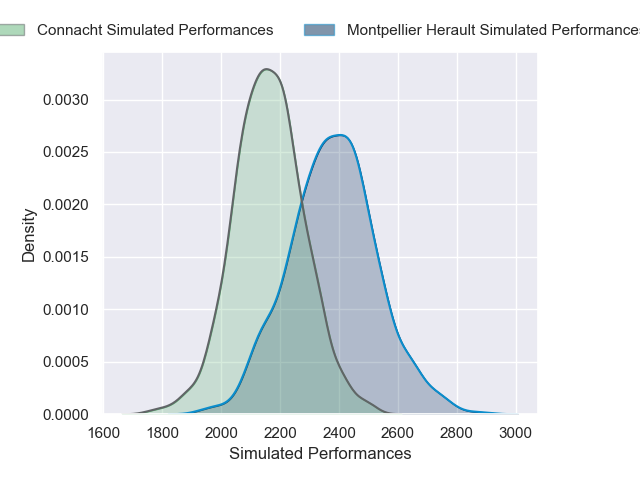 Connacht Simulated Performances
Montpellier Herault Simulated Performances
0.0030
0.0025
0.0020
0.0015
0.0010
0.0005
0.0000
Density
1600 1800 2000 2200 2400 2600 2800 3000
Simulated Performances